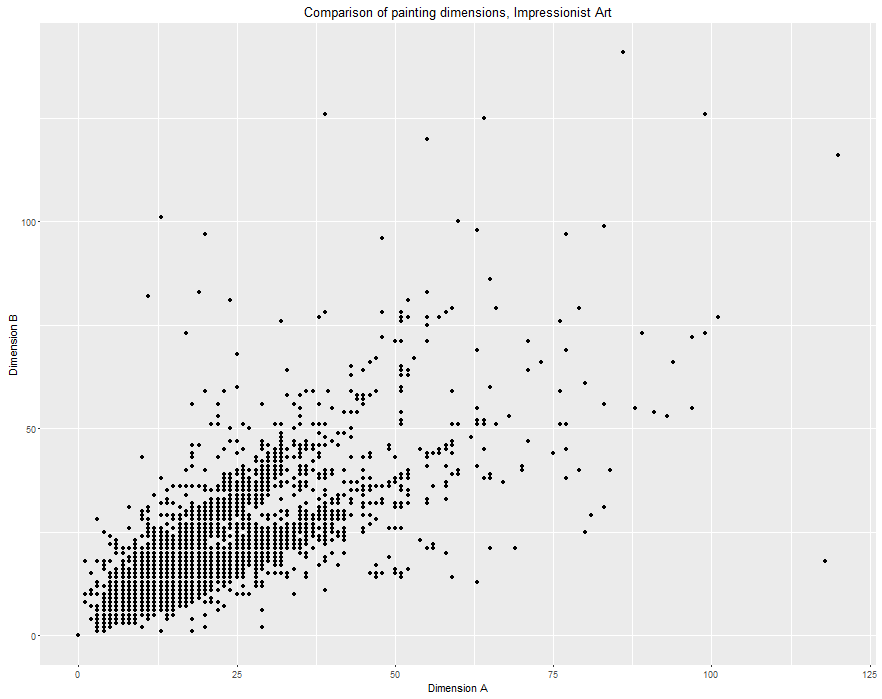 Comparison of painting dimensions, Impressionist Art
Dimension B
100
50
0
0 25 50 75 100 125
Dimension A